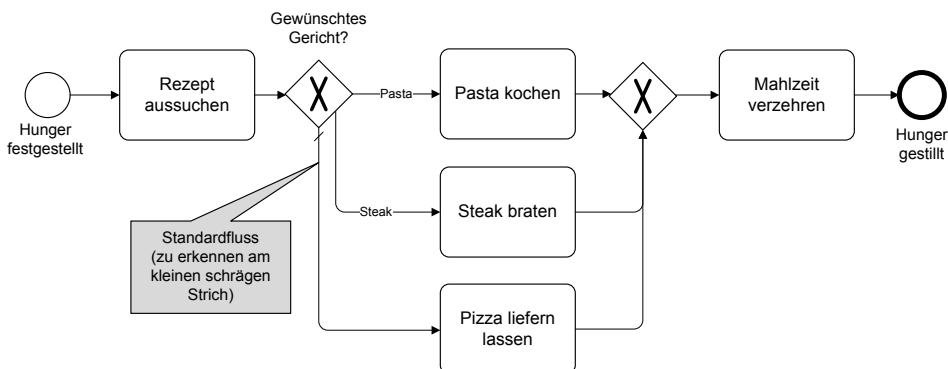 Gewünschtes
Gericht?
Hunger
festgestellt
Rezept
aussuchen
Pasta
Pasta kochen
Steak
Steak braten
Pizza liefern
lassen
Mahlzeit
verzehren
Hunger
gestillt
Standardfluss
(zu erkennen am
kleinen schrägen
Strich)